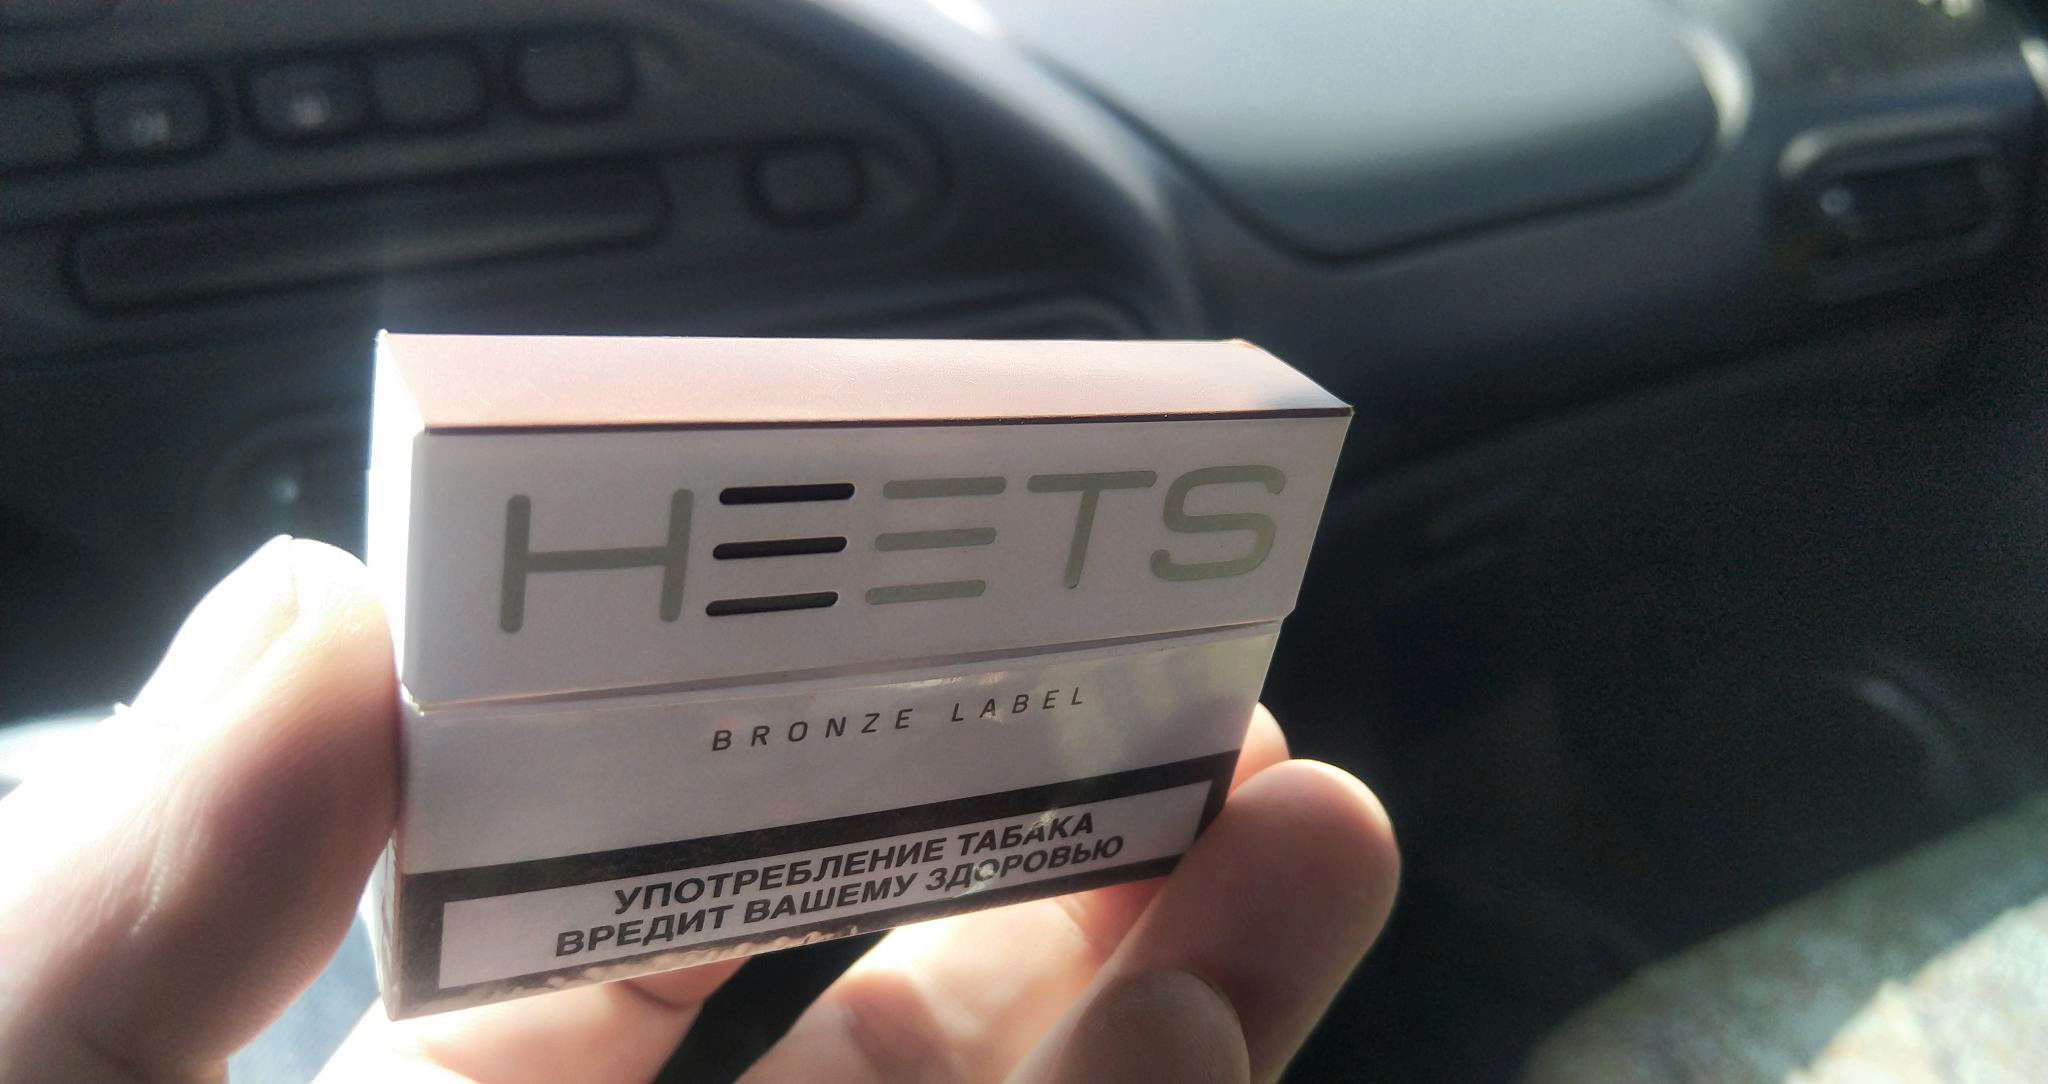 HEETS
BRONZE LABEL
УПОТРЕБЛЕНИЕ ТАБАКА
ВРЕДИТ ВАШЕМУ ЗДОРОВЬЮ